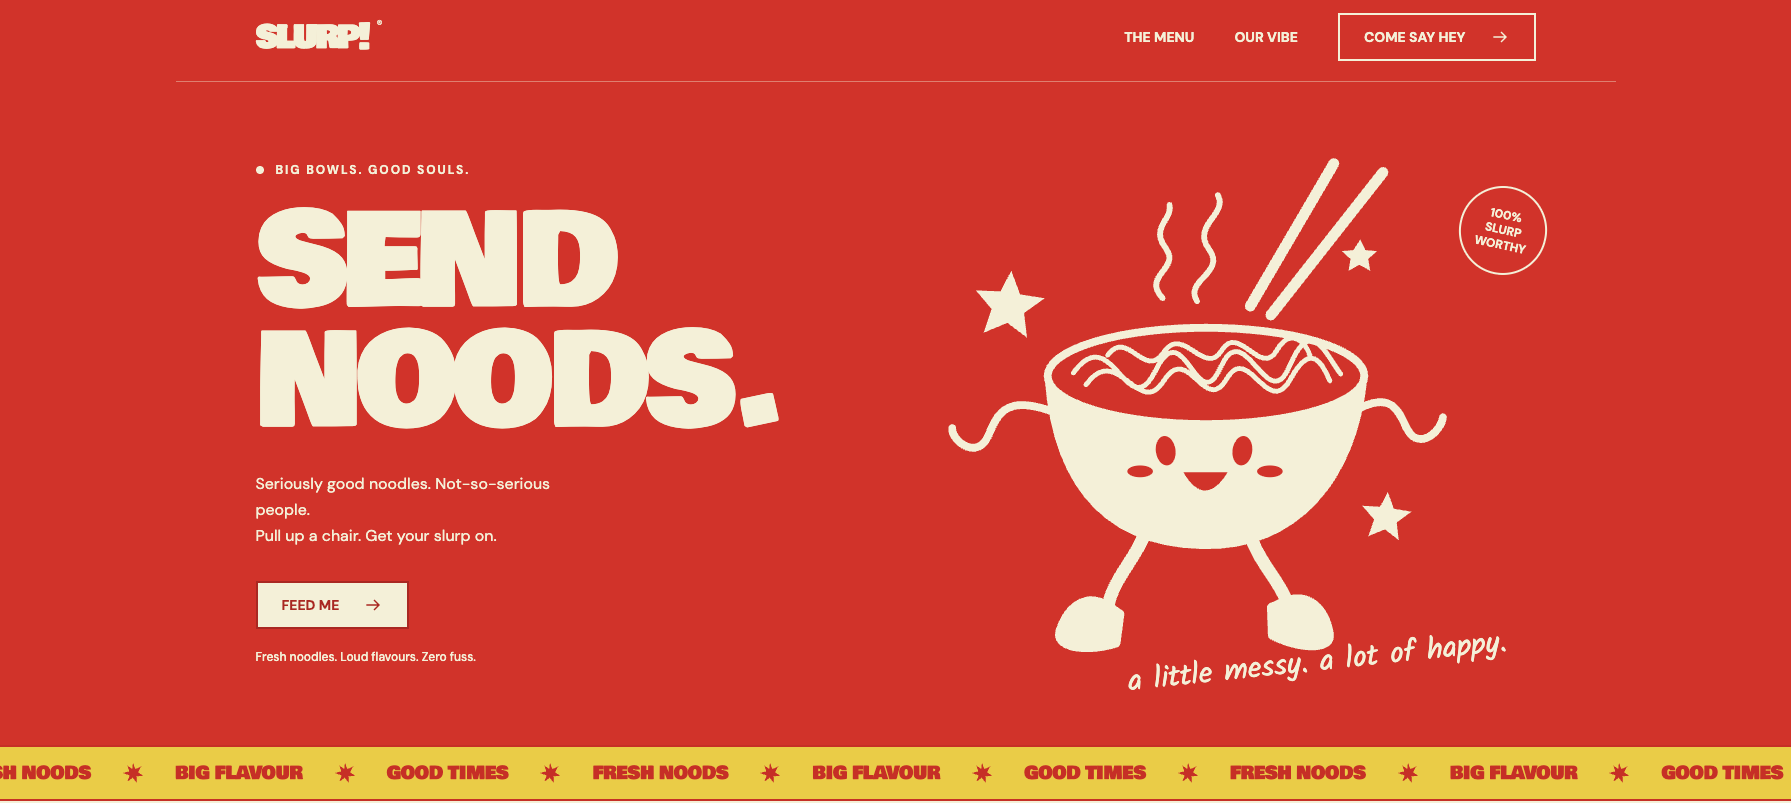 SLURP!®
THE MENU
OUR VIBE
COME SAY HEY →
BIG BOWLS. GOOD SOULS.
SEND
NOODS.
100%
SLURP
WORTHY
Seriously good noodles. Not-so-serious
people.
Pull up a chair. Get your slurp on.
FEED ME →
Fresh noodles. Loud flavours. Zero fuss.
a little messy. a lot of happy.
SH NOODS BIG FLAVOUR GOOD TIMES FRESH NOODS BIG FLAVOUR GOOD TIMES FRESH NOODS BIG FLAVOUR GOOD TIMES